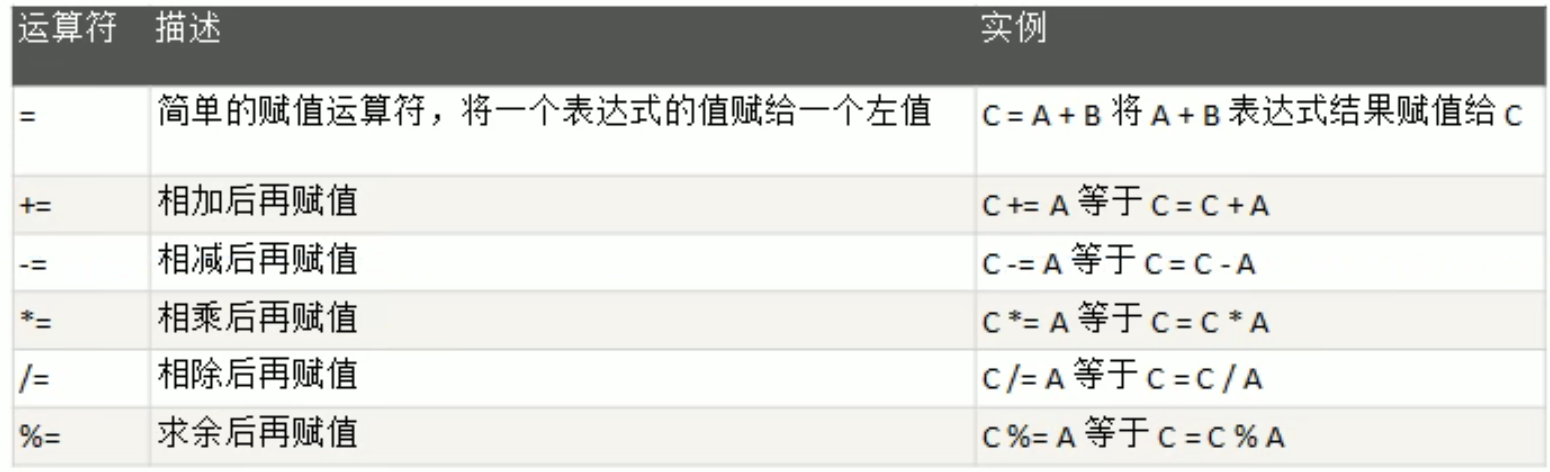 运算符 描述 实例
= 简单的赋值运算符，将一个表达式的值赋给一个左值 C = A + B 将 A + B 表达式结果赋值给 C
+= 相加后再赋值 C += A 等于 C = C + A
-= 相减后再赋值 C -= A 等于 C = C - A
*= 相乘后再赋值 C *= A 等于 C = C * A
/= 相除后再赋值 C /= A 等于 C = C / A
%= 求余后再赋值 C %= A 等于 C = C % A